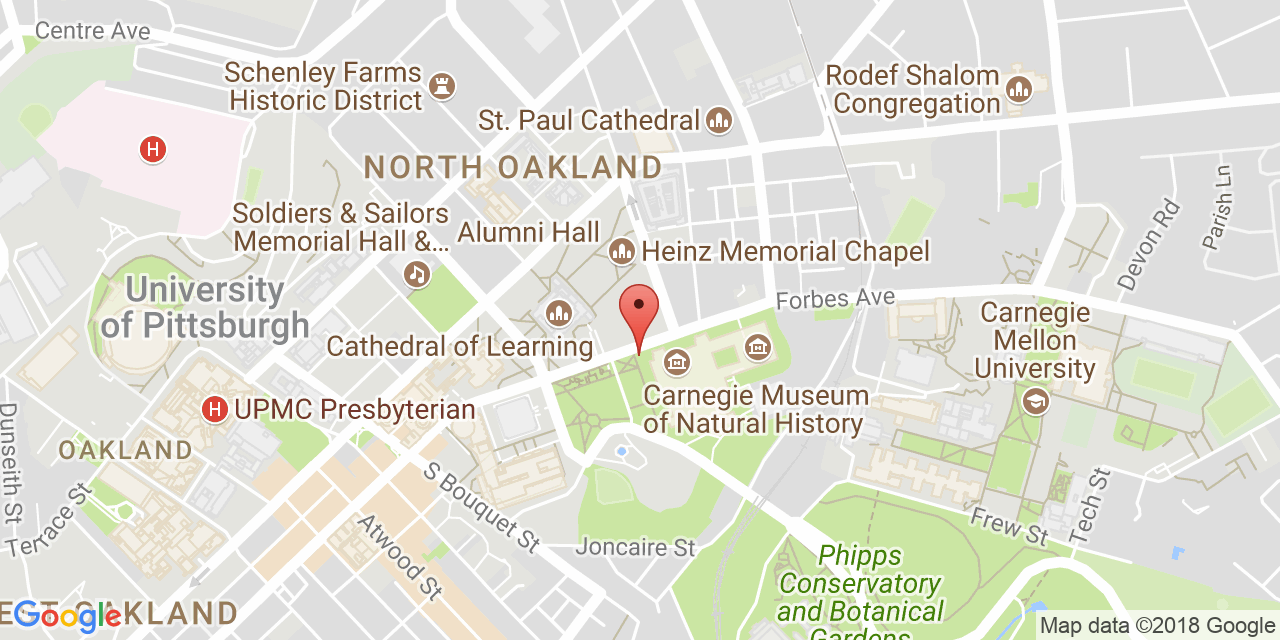 Centre Ave
Schenley Farms
Historic District
Rodef Shalom
Congregation
St. Paul Cathedral
H
NORTH OAKLAND
Parish Ln
Devon Rd
Soldiers & Sailors
Memorial Hall &...
Alumni Hall
Heinz Memorial Chapel
University
of Pittsburgh
Forbes Ave
Carnegie
Mellon
University
Cathedral of Learning
Carnegie Museum
of Natural History
H
UPMC Presbyterian
OAKLAND
Dunseith St
Terrace St
S Bouquet St
Atwood St
Joncaire St
Frew St
Tech St
Phipps
Conservatory
and Botanical
Gardens
EST OAKLAND
Google
Map data ©2018 Google